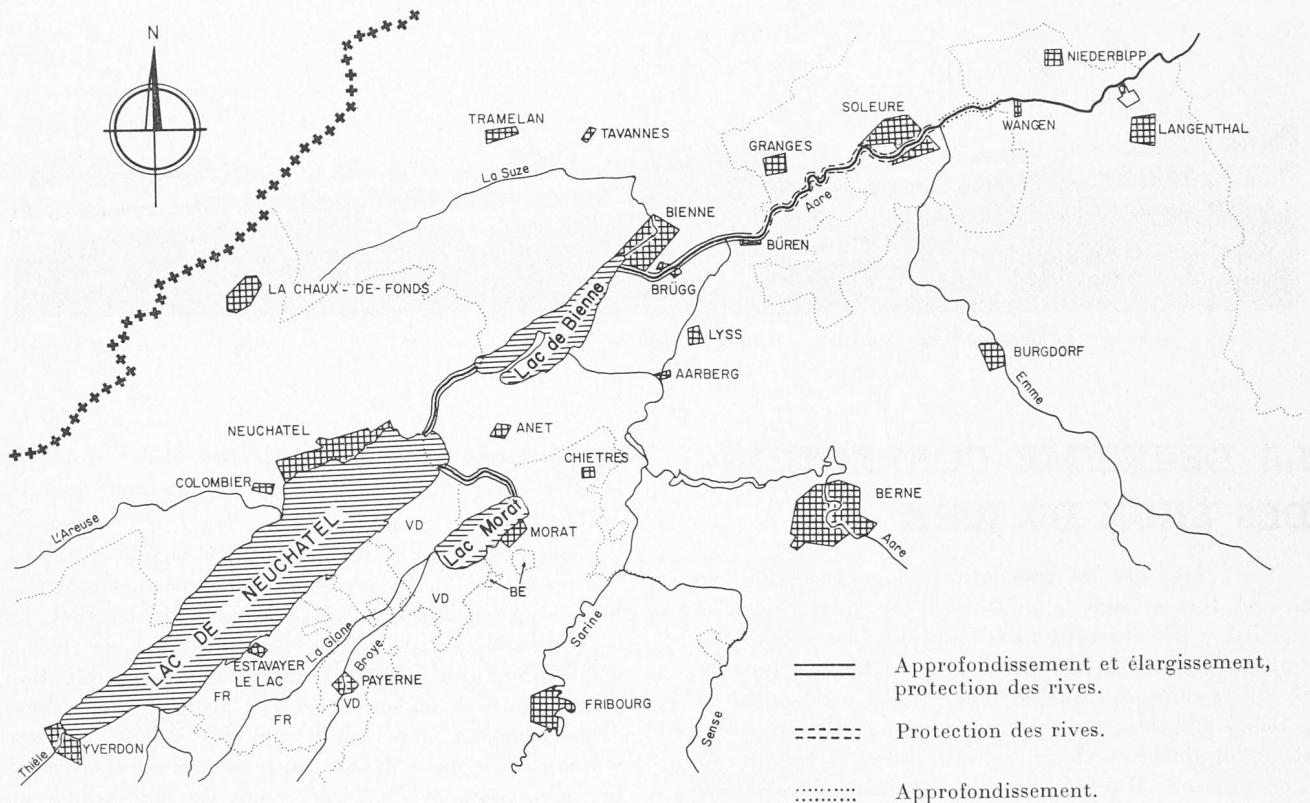 N
NIEDERBIPP
SOLEURE
TRAMELAN
TAVANNES
WANGEN
LANGENTHAL
GRANGES
La Suze
Aare
BIENNE
BÜREN
BRÜGG
LA CHAUX-DE-FONDS
Lac de Bienne
LYSS
BURGDORF
AARBERG
Emme
NEUCHATEL
ANET
CHIETRES
COLOMBIER
BERNE
L'Areuse
VD
Lac Morat
MORAT
Aare
LAC DE NEUCHATEL
BE
VD
La Glane
Sarine
ESTAVAYER
LE LAC
Broye
PAYERNE
FR
VD
FRIBOURG
FR
Sense
YVERDON
Thièle
Approfondissement et élargissement,
protection des rives.
Protection des rives.
Approfondissement.